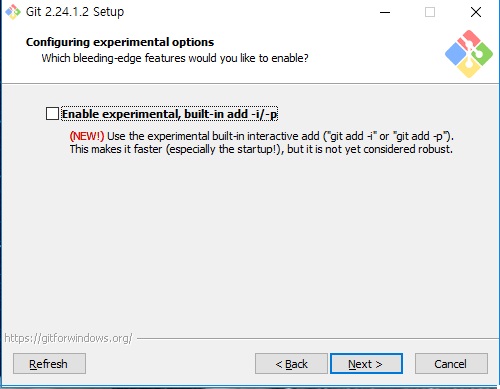 Git 2.24.1.2 Setup
Configuring experimental options
Which bleeding-edge features would you like to enable?
Enable experimental, built-in add -i/-p
(NEW!) Use the experimental built-in interactive add ("git add -i" or "git add -p").
This makes it faster (especially the startup!), but it is not yet considered robust.
https://gitforwindows.org/
Refresh < Back Next > Cancel